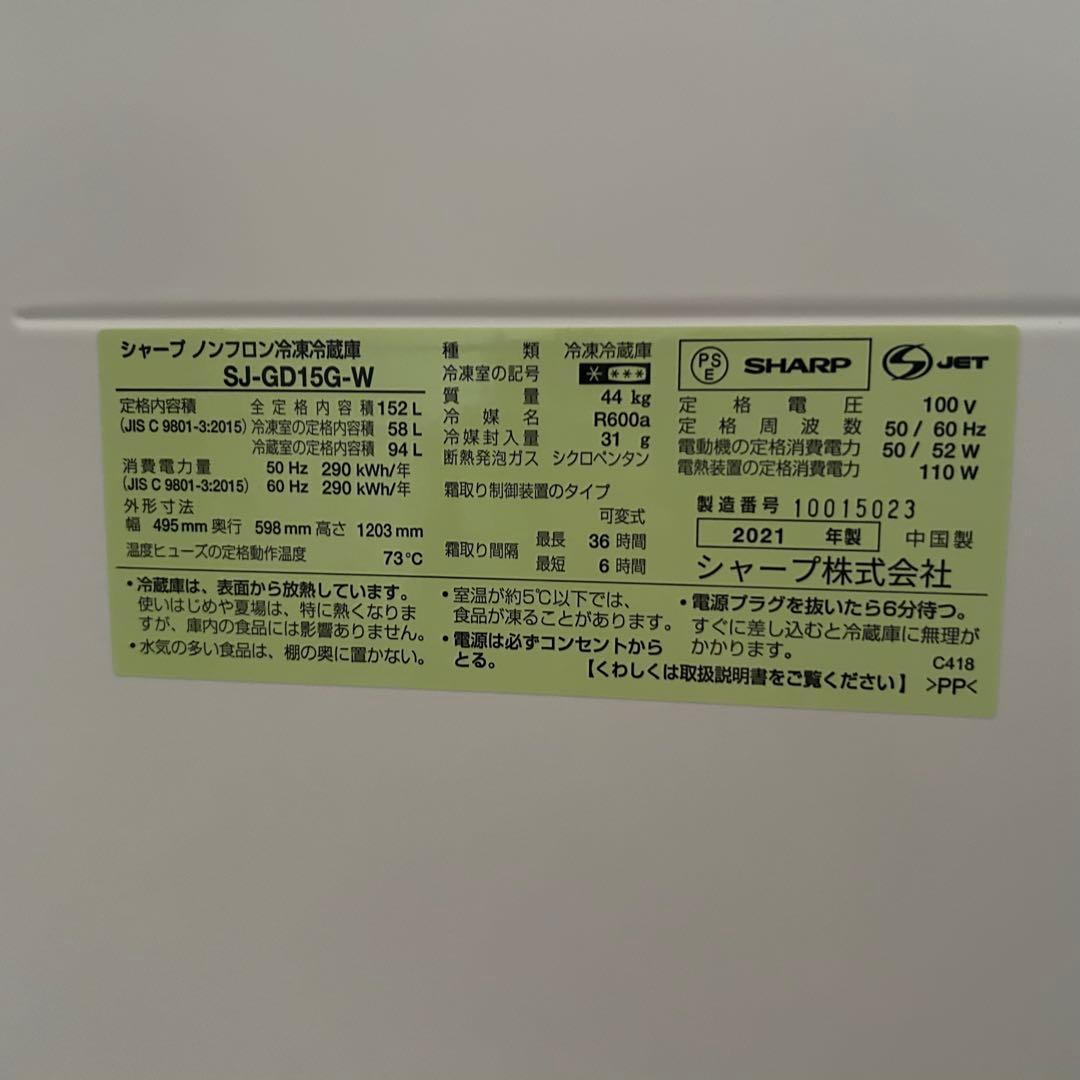 シャープ ノンフロン冷凍冷蔵庫
SJ-GD15G-W
定格内容積 全定格内容積 152 L
(JIS C 9801-3:2015) 冷凍室の定格内容積 58 L
冷蔵室の定格内容積 94 L
消費電力量 50 Hz 290 kWh/年
(JIS C 9801-3:2015) 60 Hz 290 kWh/年
外形寸法
幅 495 mm 奥行 598 mm 高さ 1203 mm
温度ヒューズの定格動作温度 73℃
種類 冷凍冷蔵庫
冷凍室の記号 ****
質量 44 kg
冷媒名 R600a
冷媒封入量 31 g
断熱発泡ガス シクロペンタン
霜取り制御装置のタイプ
可変式
霜取り間隔 最長 36 時間
最短 6 時間
PS
E
SHARP
JET
定格電圧 100 V
定格周波数 50 / 60 Hz
電動機の定格消費電力 50 / 52 W
電熱装置の定格消費電力 110 W
製造番号 10015023
2021 年製 中国製
シャープ株式会社
・冷蔵庫は、表面から放熱しています。
使いはじめや夏場は、特に熱くなりま
すが、庫内の食品には影響ありません。
・水気の多い食品は、棚の奥に置かない。
・室温が約5℃以下では、
食品が凍ることがあります。
・電源は必ずコンセントから
とる。
・電源プラグを抜いたら6分待つ。
すぐに差し込むと冷蔵庫に無理が
かかります。
C418
【くわしくは取扱説明書をご覧ください】 >PP<